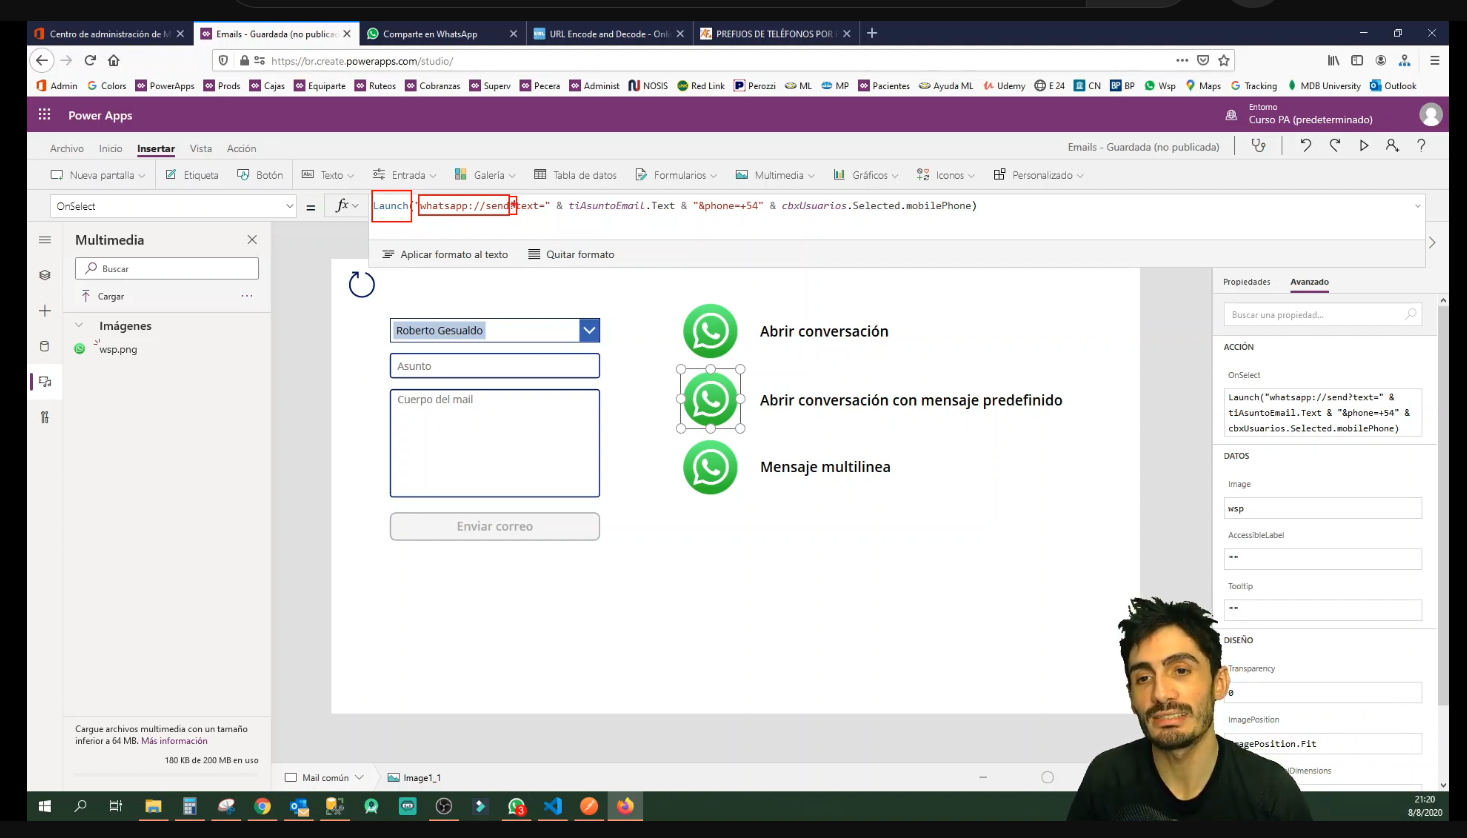 Centro de administración de M
Emails - Guardada (no publicada
Comparte en WhatsApp
URL Encode and Decode - Onli
PREFIJOS DE TELÉFONOS POR
https://br.create.powerapps.com/studio/
Admin
Colors
PowerApps
Prods
Cajas
Equiparte
Ruteos
Cobranzas
Superv
Pecera
Administ
NOSIS
Red Link
Perozzi
ML
MP
Pacientes
Ayuda ML
Udemy
E 24
CN
BP
Wsp
Maps
Tracking
MDB University
Outlook
Power Apps
Entorno
Curso PA (predeterminado)
Archivo
Inicio
Insertar
Vista
Acción
Emails - Guardada (no publicada)
Nueva pantalla
Etiqueta
Botón
Texto
Entrada
Galería
Tabla de datos
Formularios
Multimedia
Gráficos
Iconos
Personalizado
OnSelect
=
fx
Launch("whatsapp://send?text=" & tiAsuntoEmail.Text & "&phone=+54" & cbxUsuarios.Selected.mobilePhone)
Aplicar formato al texto
Quitar formato
Multimedia
Buscar
Cargar
Imágenes
wsp.png
Cargue archivos multimedia con un tamaño
inferior a 64 MB. Más información
180 KB de 200 MB en uso
Roberto Gesualdo
Asunto
Cuerpo del mail
Enviar correo
Abrir conversación
Abrir conversación con mensaje predefinido
Mensaje multilinea
Propiedades
Avanzado
Buscar una propiedad...
ACCIÓN
OnSelect
Launch("whatsapp://send?text=" &
tiAsuntoEmail.Text & "&phone=+54" &
cbxUsuarios.Selected.mobilePhone)
DATOS
Image
wsp
AccessibleLabel
""
Tooltip
""
DISEÑO
Transparency
0
ImagePosition
ImagePosition.Fit
Dimensions
Mail común
Image1_1
3
21:20
8/8/2020